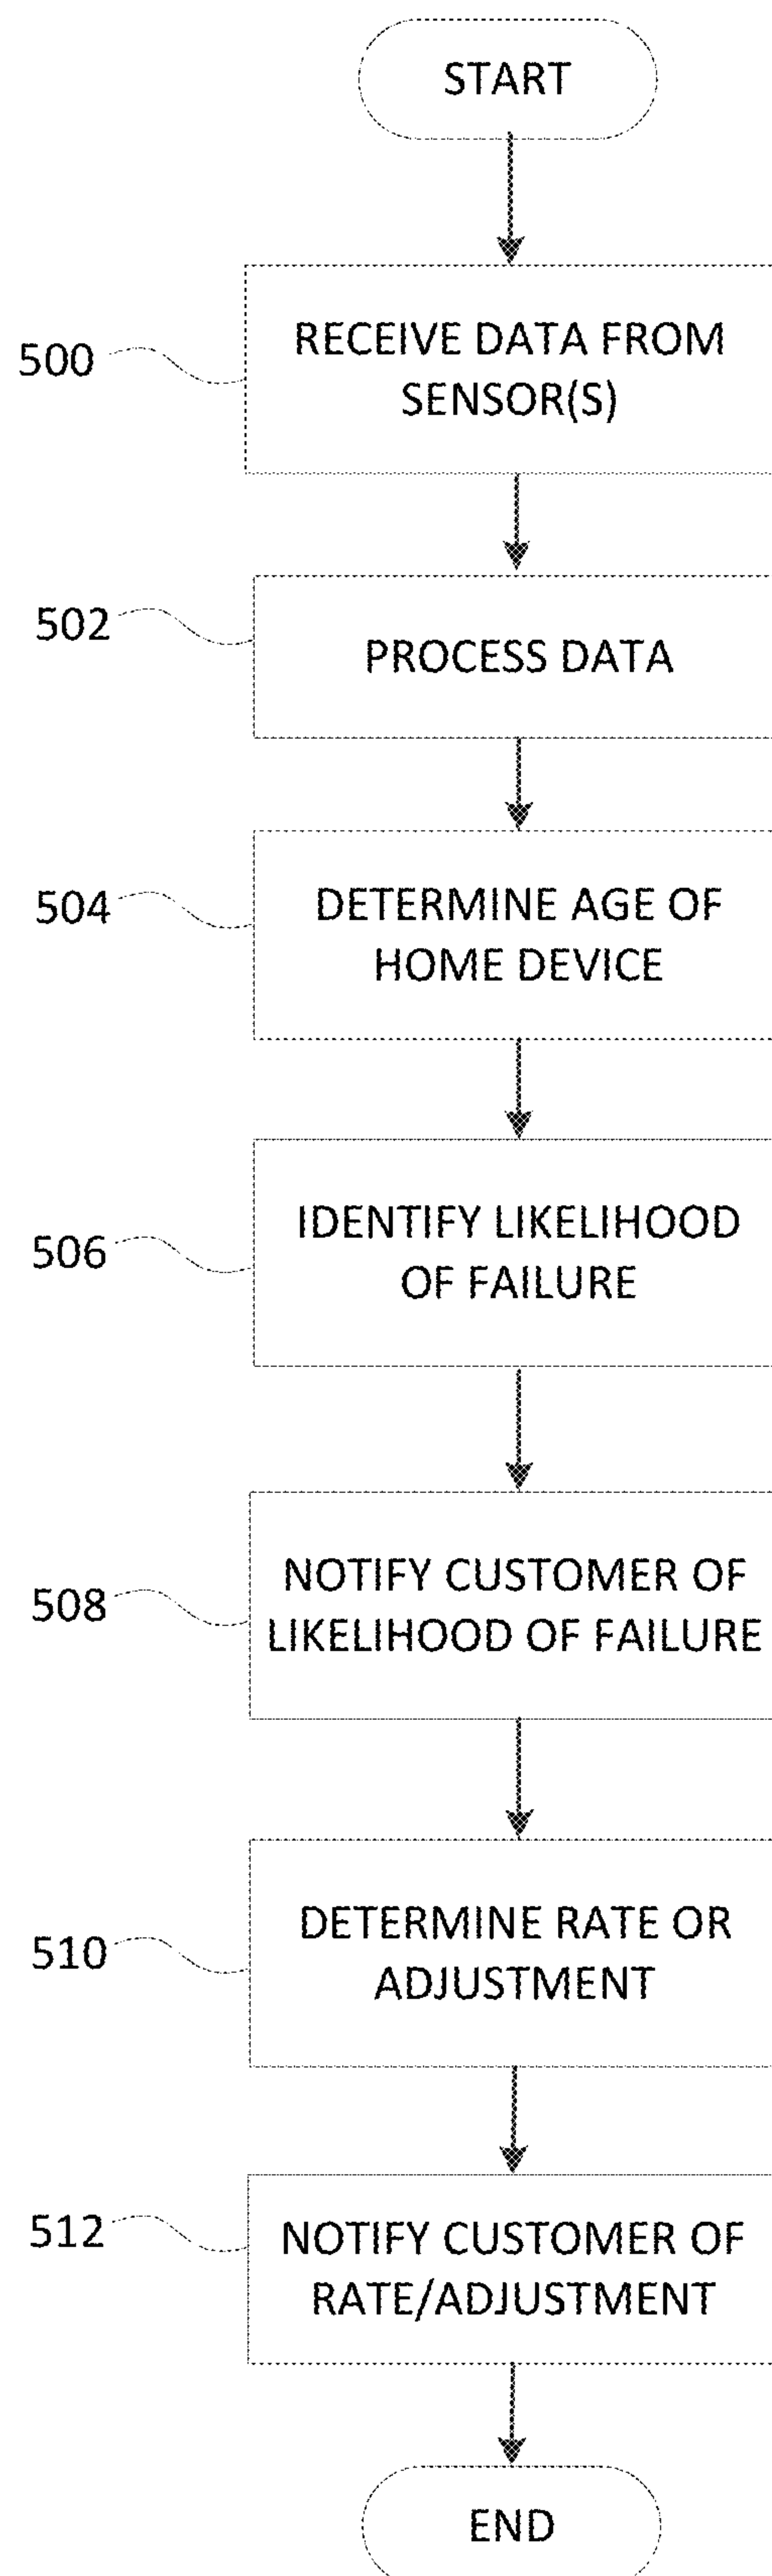 START
500
RECEIVE DATA FROM
SENSOR(S)
502
PROCESS DATA
504
DETERMINE AGE OF
HOME DEVICE
506
IDENTIFY LIKELIHOOD
OF FAILURE
508
NOTIFY CUSTOMER OF
LIKELIHOOD OF FAILURE
510
DETERMINE RATE OR
ADJUSTMENT
512
NOTIFY CUSTOMER OF
RATE/ADJUSTMENT
END